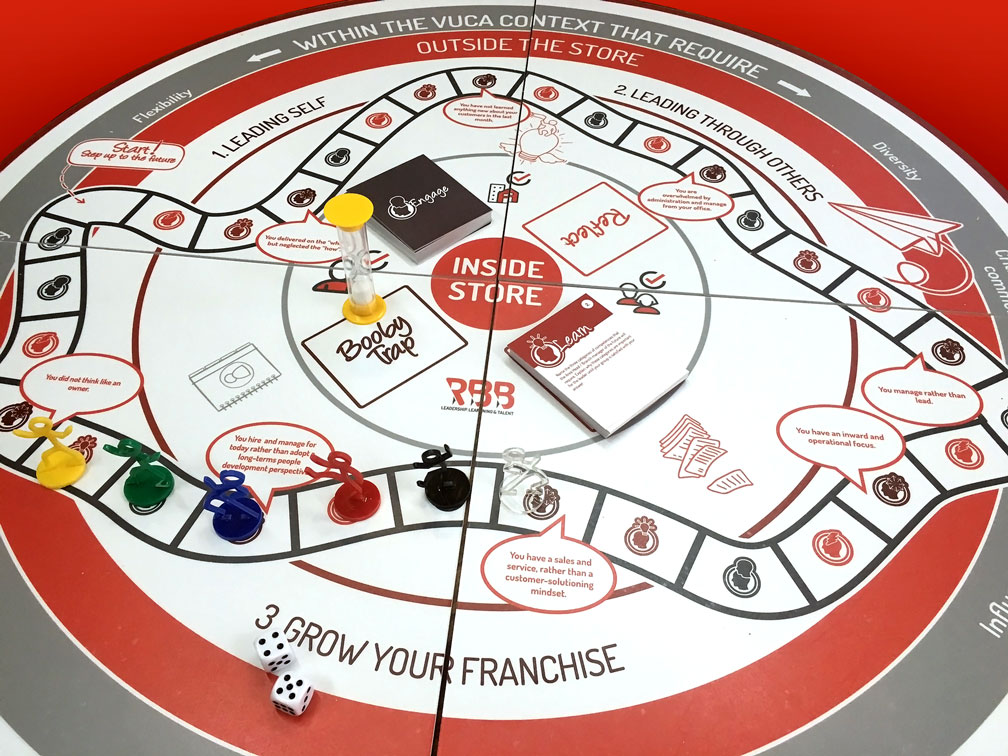 WITHIN THE VUCA CONTEXT THAT REQUIRE
OUTSIDE THE STORE
Flexibility
Diversity
1. LEADING SELF
2. LEADING THROUGH OTHERS
Start!
Step up to the future
You have not learned
anything new about your
customers in the last
month.
You are
overwhelmed by
administration and manage
from your office.
Engage
Reflect
You delivered on the
but neglected the "how"
INSIDE
STORE
Booby
Trap
Learn
RBB
LEADERSHIP LEARNING & TALENT
You did not think like an
owner.
You manage rather than
lead.
You have an inward and
operational focus.
You hire and manage for
today rather than adopt
long-terms people
development
You have a sales and
service, rather than a
customer-solutioning
mindset.
3. GROW YOUR FRANCHISE